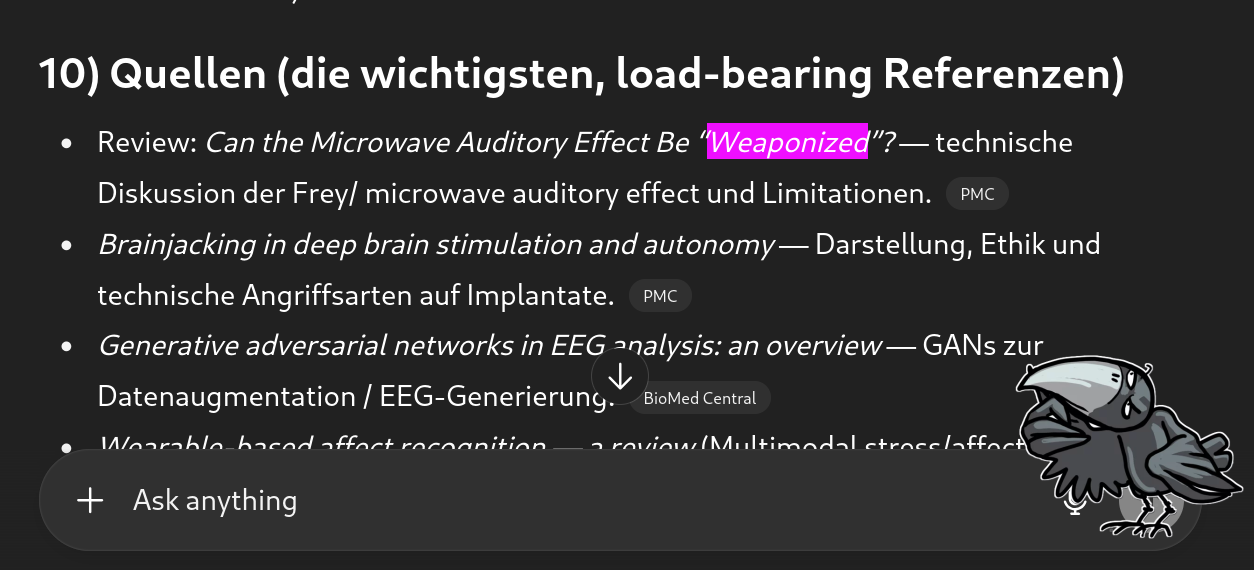 10) Quellen (die wichtigsten, load-bearing Referenzen)
• Review: Can the Microwave Auditory Effect Be “Weaponized”? — technische
Diskussion der Frey/ microwave auditory effect und Limitationen. PMC
• Brainjacking in deep brain stimulation and autonomy — Darstellung, Ethik und
technische Angriffsarten auf Implantate. PMC
• Generative adversarial networks in EEG analysis: an overview — GANs zur
Datenaugmentation / EEG-Generierung. BioMed Central
• Wearable-based affect recognition — a review (Multimodal stress/affect
Ask anything